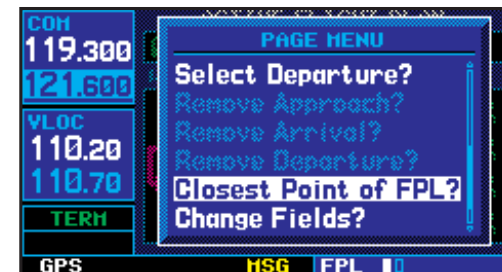 COM
119.300
121.600
VLOC
110.20
110.70
TERM
PAGE MENU
Select Departure?
Remove Approach?
Remove Arrival?
Remove Departure?
Closest Point of FPL?
Change Fields?
GPS
MSG
FPL